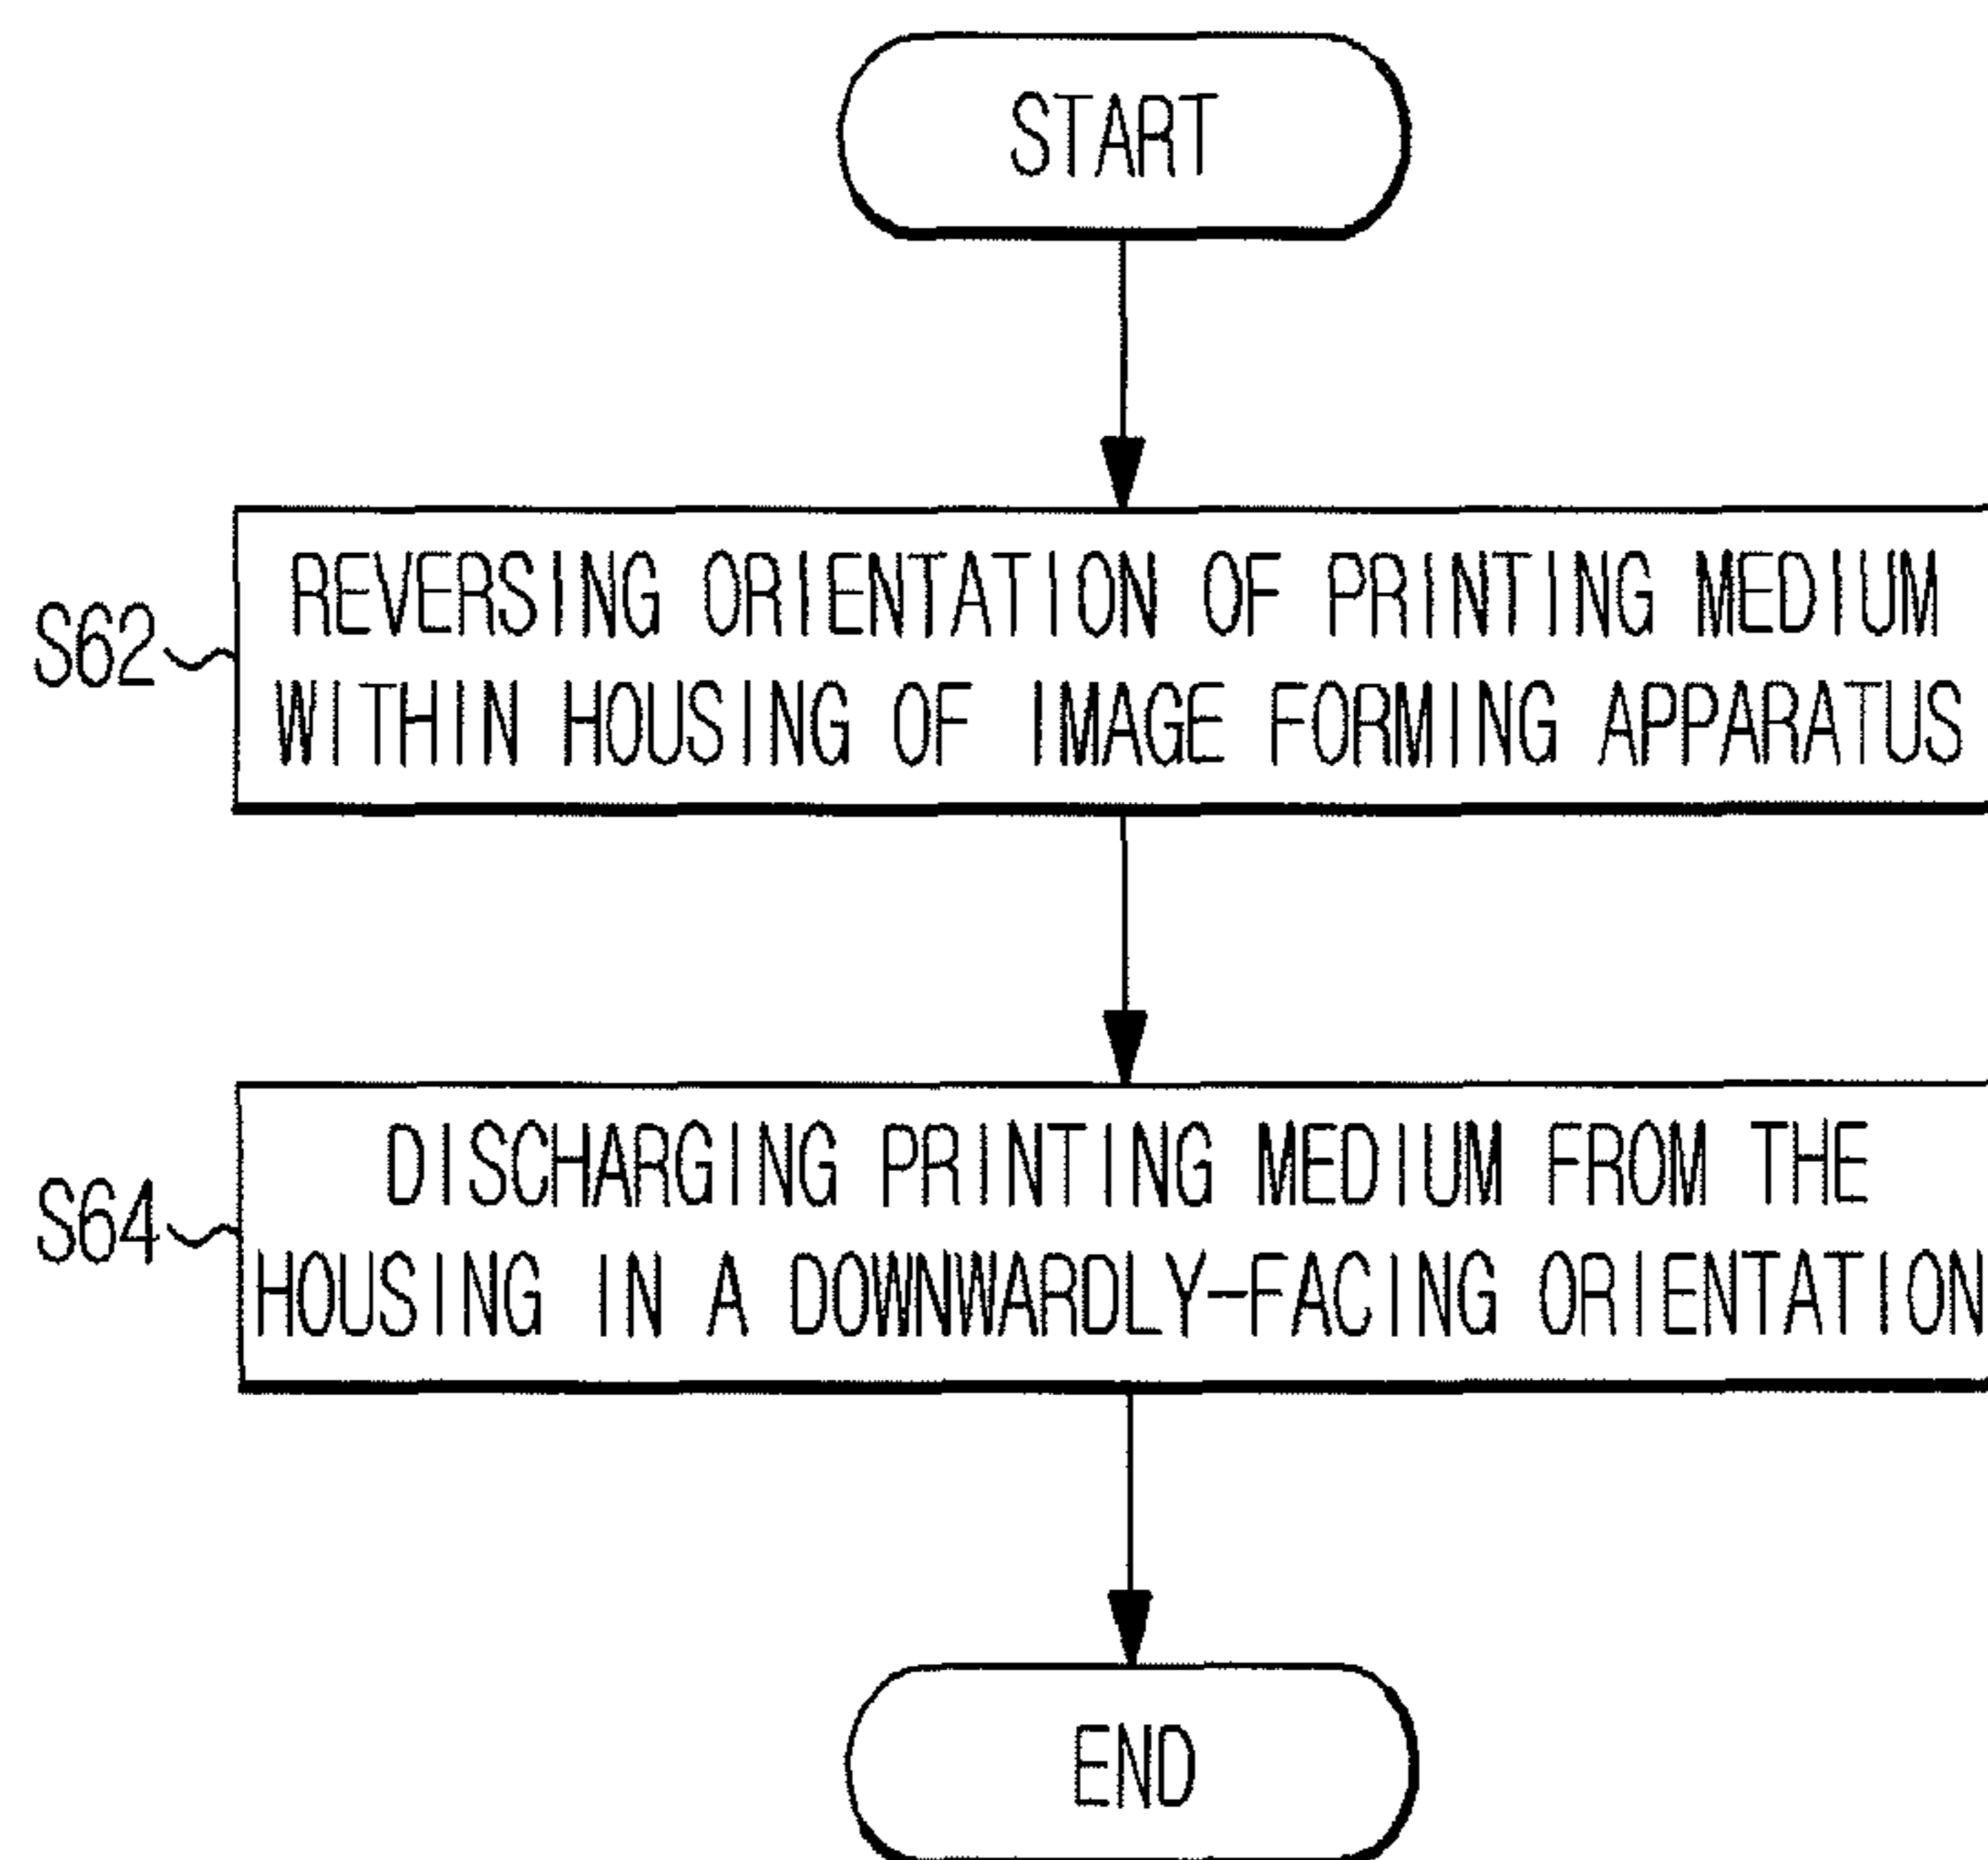 START
S62
REVERSING ORIENTATION OF PRINTING MEDIUM
WITHIN HOUSING OF IMAGE FORMING APPARATUS
S64
DISCHARGING PRINTING MEDIUM FROM THE
HOUSING IN A DOWNWARDLY-FACING ORIENTATION
END